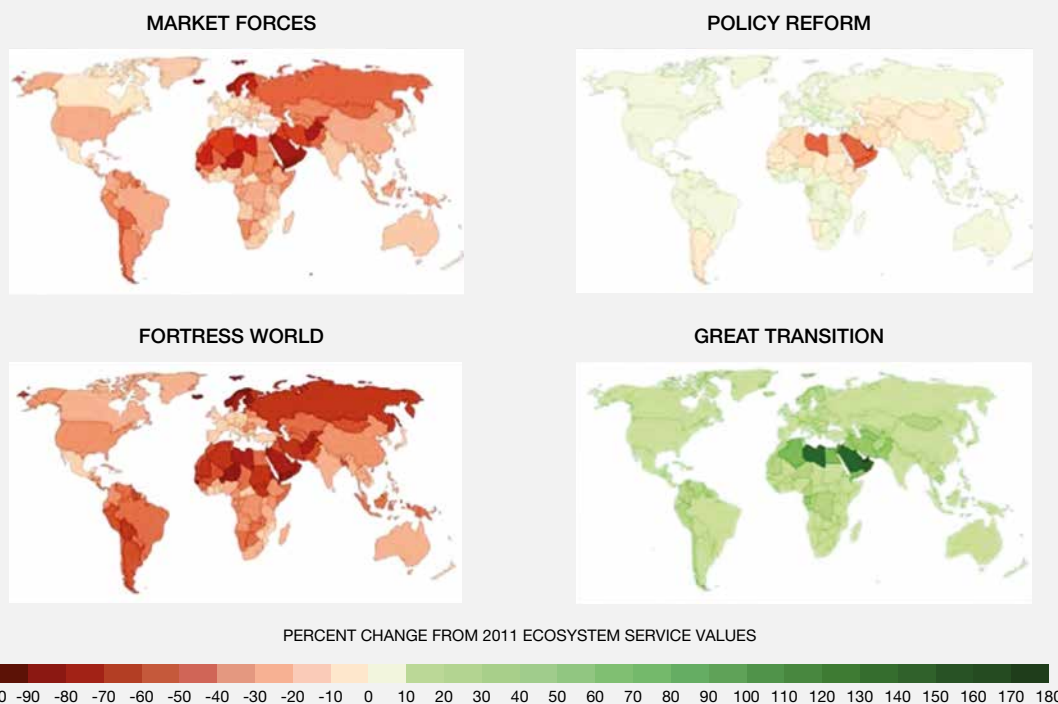 MARKET FORCES
POLICY REFORM
FORTRESS WORLD
GREAT TRANSITION
PERCENT CHANGE FROM 2011 ECOSYSTEM SERVICE VALUES
0 -90 -80 -70 -60 -50 -40 -30 -20 -10 0 10 20 30 40 50 60 70 80 90 100 110 120 130 140 150 160 170 180